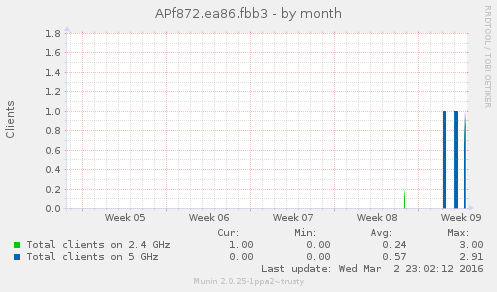 APf872.ea86.fbb3 - by month
RRDTOOL / TOBI OETIKER
Clients
1.8
1.6
1.4
1.2
1.0
0.8
0.6
0.4
0.2
0.0
Week 05 Week 06 Week 07 Week 08 Week 09
Cur: Min: Avg: Max:
Total clients on 2.4 GHz 1.00 0.00 0.24 3.00
Total clients on 5 GHz 0.00 0.00 0.57 2.91
Last update: Wed Mar 2 23:02:12 2016
Munin 2.0.25-1ppa2~trusty